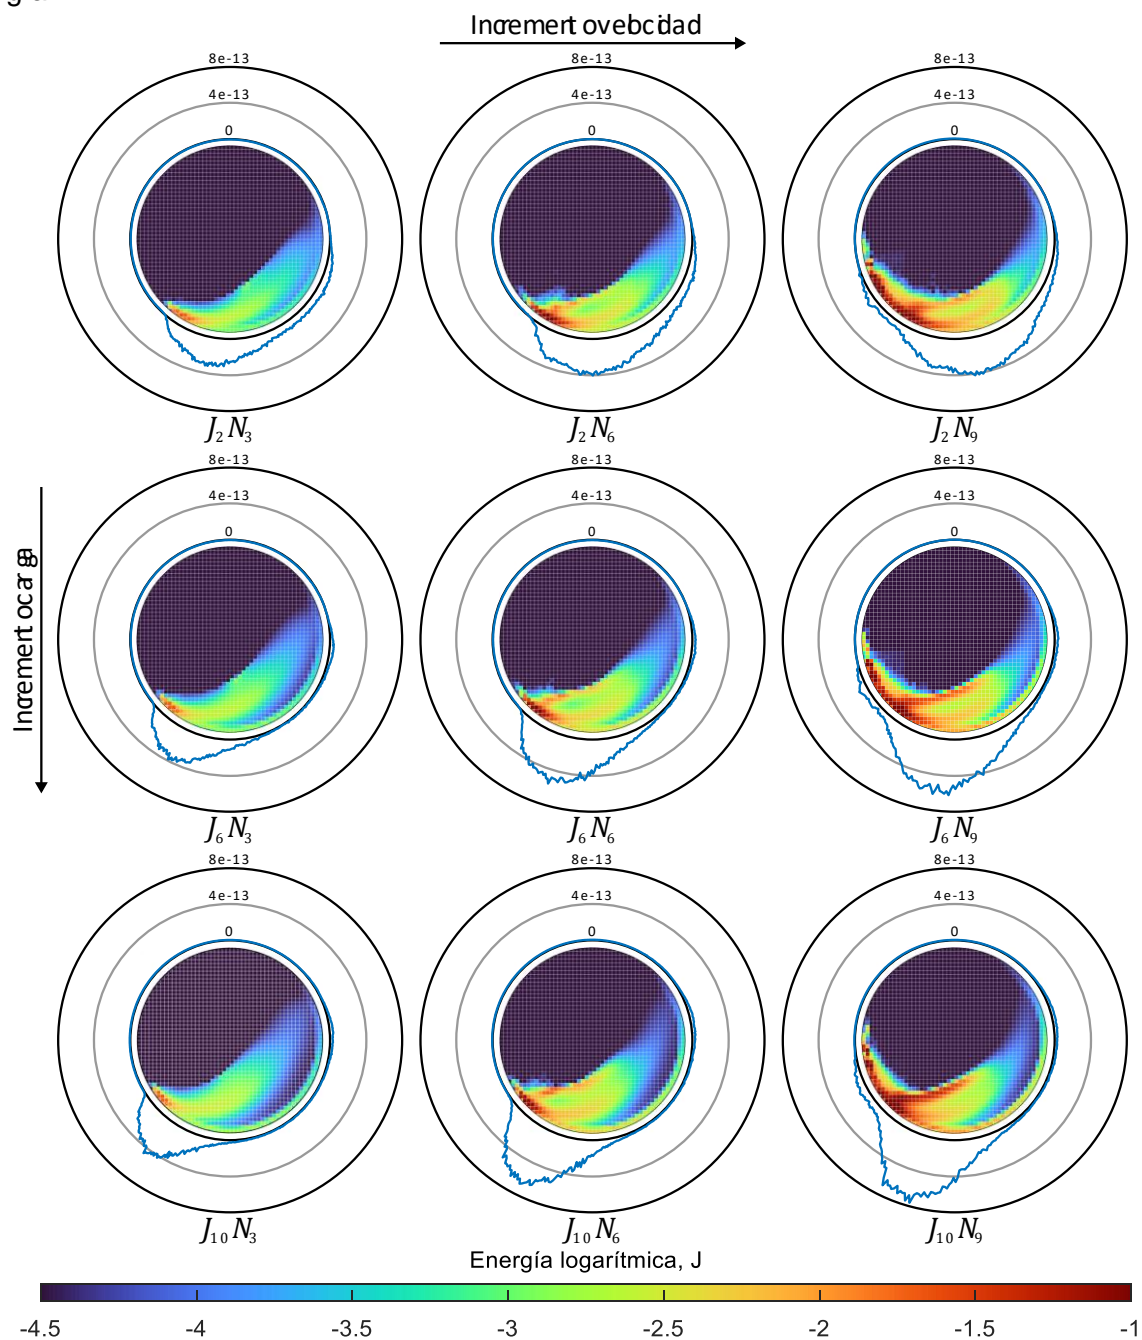 Incremento velocidad
8e-13 8e-13 8e-13
4e-13 4e-13 4e-13
0 0 0
J₂N₃ J₂N₆ J₂N₉
Incremento carga
8e-13 8e-13 8e-13
4e-13 4e-13 4e-13
0 0 0
J₆N₃ J₆N₆ J₆N₉
8e-13 8e-13 8e-13
4e-13 4e-13 4e-13
0 0 0
J₁₀N₃ J₁₀N₆ J₁₀N₉
Energía logarítmica, J
-4.5 -4 -3.5 -3 -2.5 -2 -1.5 -1